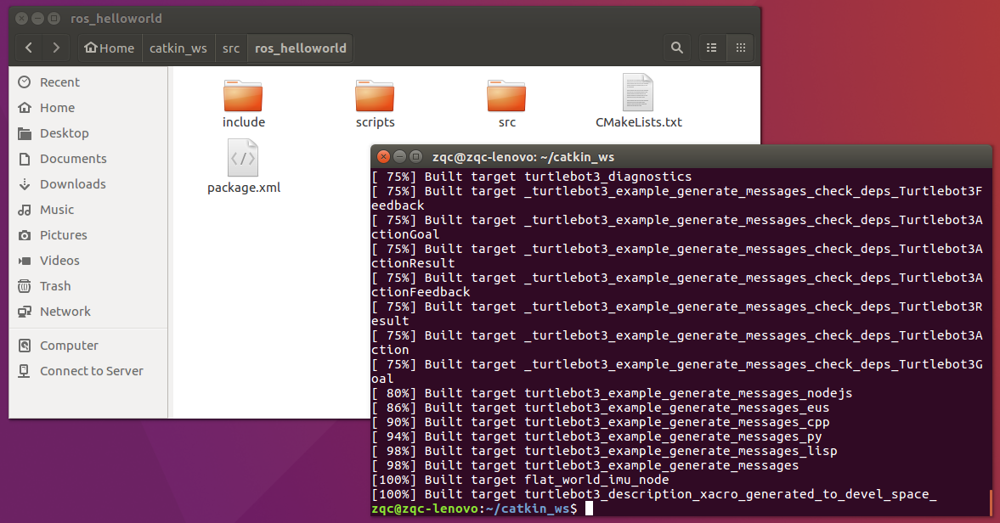 ros_helloworld
Home catkin_ws src ros_helloworld
Recent
Home
Desktop
Documents
Downloads
Music
Pictures
Videos
Trash
Network
Computer
Connect to Server
include scripts src CMakeLists.txt
package.xml
zqc@zqc-lenovo: ~/catkin_ws
[ 75%] Built target turtlebot3_diagnostics
[ 75%] Built target _turtlebot3_example_generate_messages_check_deps_Turtlebot3F
eedback
[ 75%] Built target _turtlebot3_example_generate_messages_check_deps_Turtlebot3A
ctionGoal
[ 75%] Built target _turtlebot3_example_generate_messages_check_deps_Turtlebot3A
ctionResult
[ 75%] Built target _turtlebot3_example_generate_messages_check_deps_Turtlebot3A
ctionFeedback
[ 75%] Built target _turtlebot3_example_generate_messages_check_deps_Turtlebot3R
esult
[ 75%] Built target _turtlebot3_example_generate_messages_check_deps_Turtlebot3A
ction
[ 75%] Built target _turtlebot3_example_generate_messages_check_deps_Turtlebot3G
oal
[ 80%] Built target turtlebot3_example_generate_messages_nodejs
[ 86%] Built target turtlebot3_example_generate_messages_eus
[ 90%] Built target turtlebot3_example_generate_messages_cpp
[ 94%] Built target turtlebot3_example_generate_messages_py
[ 98%] Built target turtlebot3_example_generate_messages_lisp
[ 98%] Built target turtlebot3_example_generate_messages
[100%] Built target flat_world_imu_node
[100%] Built target turtlebot3_description_xacro_generated_to_devel_space_
zqc@zqc-lenovo:~/catkin_ws$